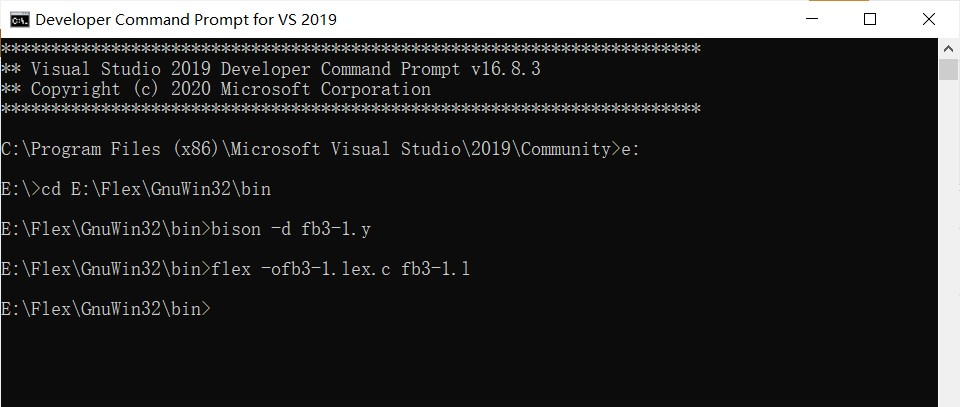 Developer Command Prompt for VS 2019
**********************************************************************
** Visual Studio 2019 Developer Command Prompt v16.8.3
** Copyright (c) 2020 Microsoft Corporation
**********************************************************************
C:\Program Files (x86)\Microsoft Visual Studio\2019\Community>e:
E:\>cd E:\Flex\GnuWin32\bin
E:\Flex\GnuWin32\bin>bison -d fb3-1.y
E:\Flex\GnuWin32\bin>flex -ofb3-1.lex.c fb3-1.l
E:\Flex\GnuWin32\bin>